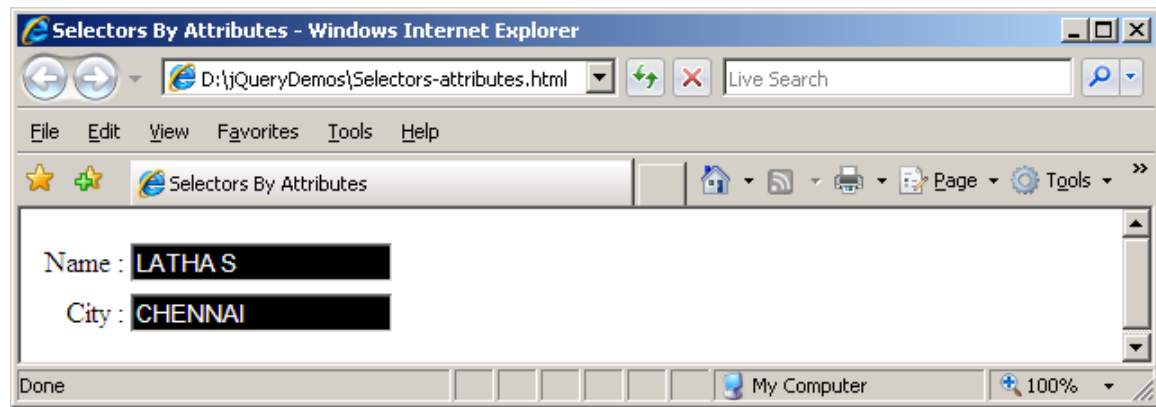 Selectors By Attributes - Windows Internet Explorer
D:\jQueryDemos\Selectors-attributes.html
Live Search
File Edit View Favorites Tools Help
Selectors By Attributes
Page Tools »
Name : LATHA S
City : CHENNAI
Done
My Computer
100%